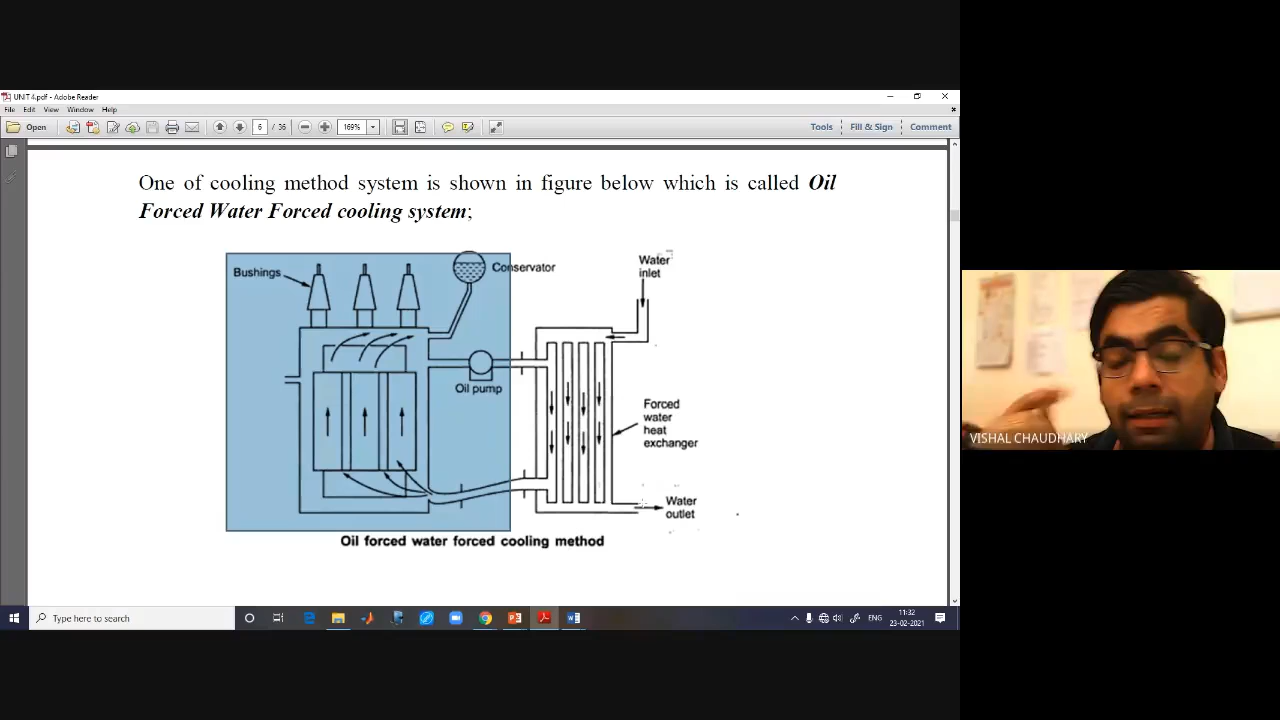 UNIT 4.pdf - Adobe Reader
File Edit View Window Help
Open 6 / 36 169% Tools Fill & Sign Comment
One of cooling method system is shown in figure below which is called Oil
Forced Water Forced cooling system;
Bushings
Conservator
Water
inlet
Oil pump
Forced
water
heat
exchanger
Water
outlet
Oil forced water forced cooling method
VISHAL CHAUDHARY
Type here to search
ENG
11:32
23-02-2021